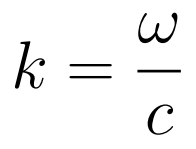 k = ω/c